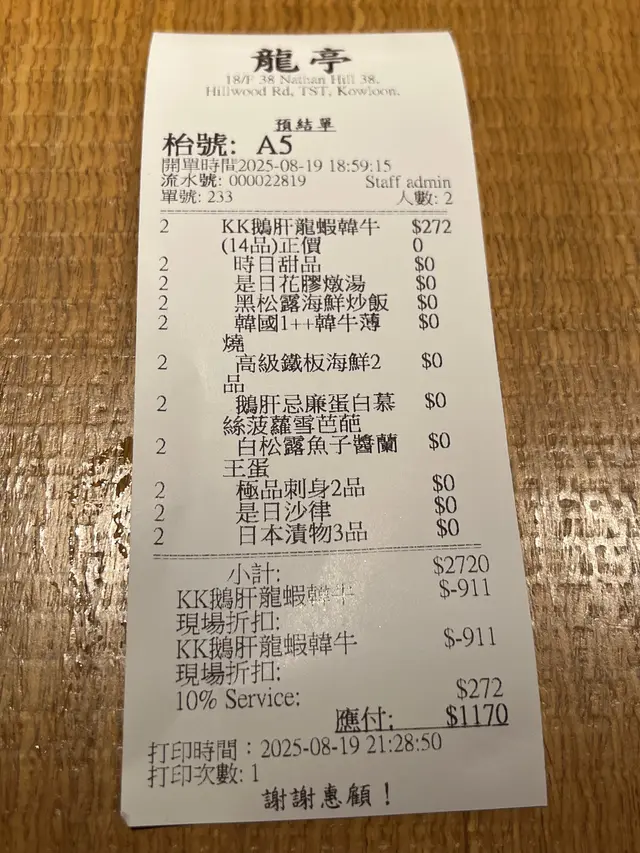 龍亭
18/F 38 Nathan Hill 38,
Hillwood Rd, TST, Kowloon.
預結單
枱號: A5
開單時間2025-08-19 18:59:15
流水號: 000022819 Staff admin
單號: 233 人數: 2
2 KK鵝肝龍蝦韓牛 $272
(14品)正價 0
2 時日甜品 $0
2 是日花膠燉湯 $0
2 黑松露海鮮炒飯 $0
2 韓國1++韓牛薄 $0
燒
2 高級鐵板海鮮2 $0
品
2 鵝肝忌廉蛋白慕 $0
絲菠蘿雪芭葩
2 白松露魚子醬蘭 $0
王蛋
2 極品刺身2品 $0
2 是日沙律 $0
2 日本漬物3品 $0
小計: $2720
KK鵝肝龍蝦韓牛 $-911
現場折扣:
KK鵝肝龍蝦韓牛 $-911
現場折扣:
10% Service: $272
應付: $1170
打印時間：2025-08-19 21:28:50
打印次數: 1
謝謝惠顧！